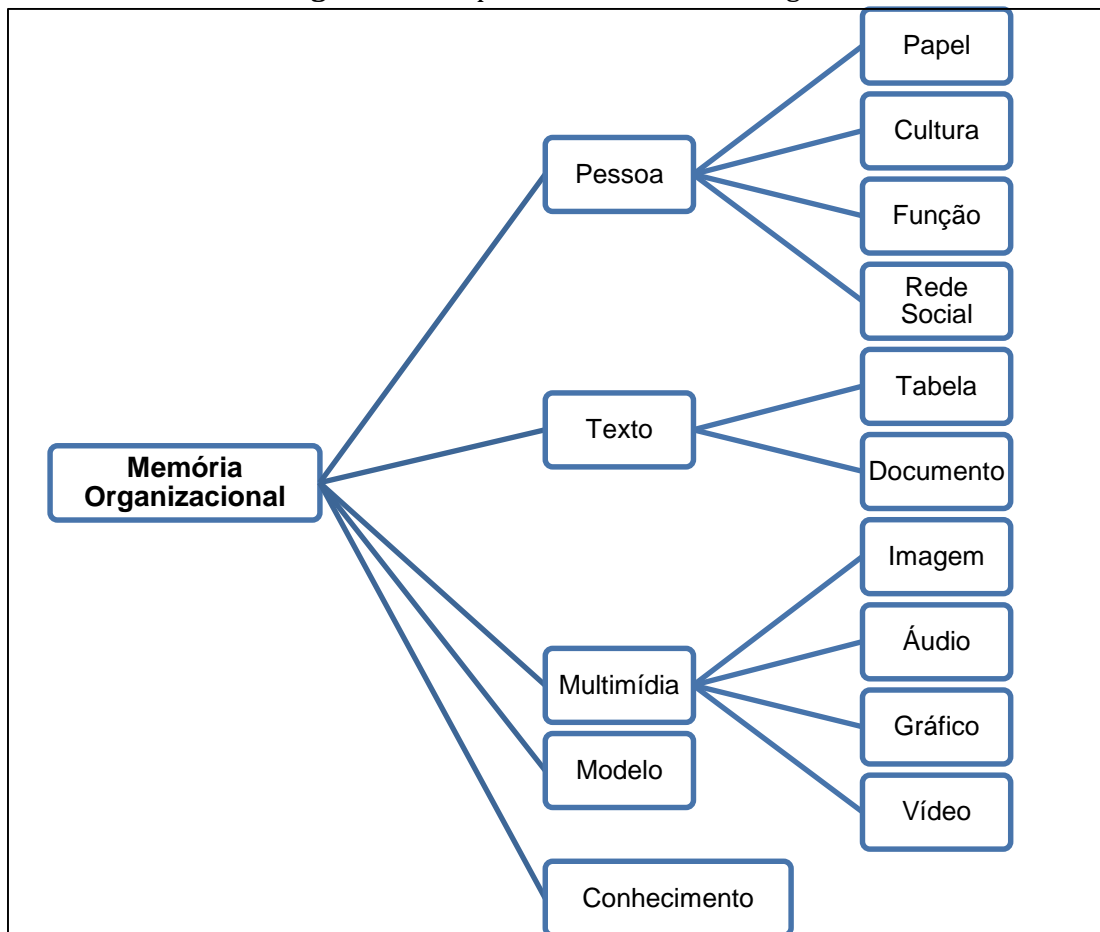 Papel
Cultura
Pessoa
Função
Rede
Social
Tabela
Texto
Documento
Memória
Organizacional
Imagem
Áudio
Multimídia
Gráfico
Modelo
Vídeo
Conhecimento